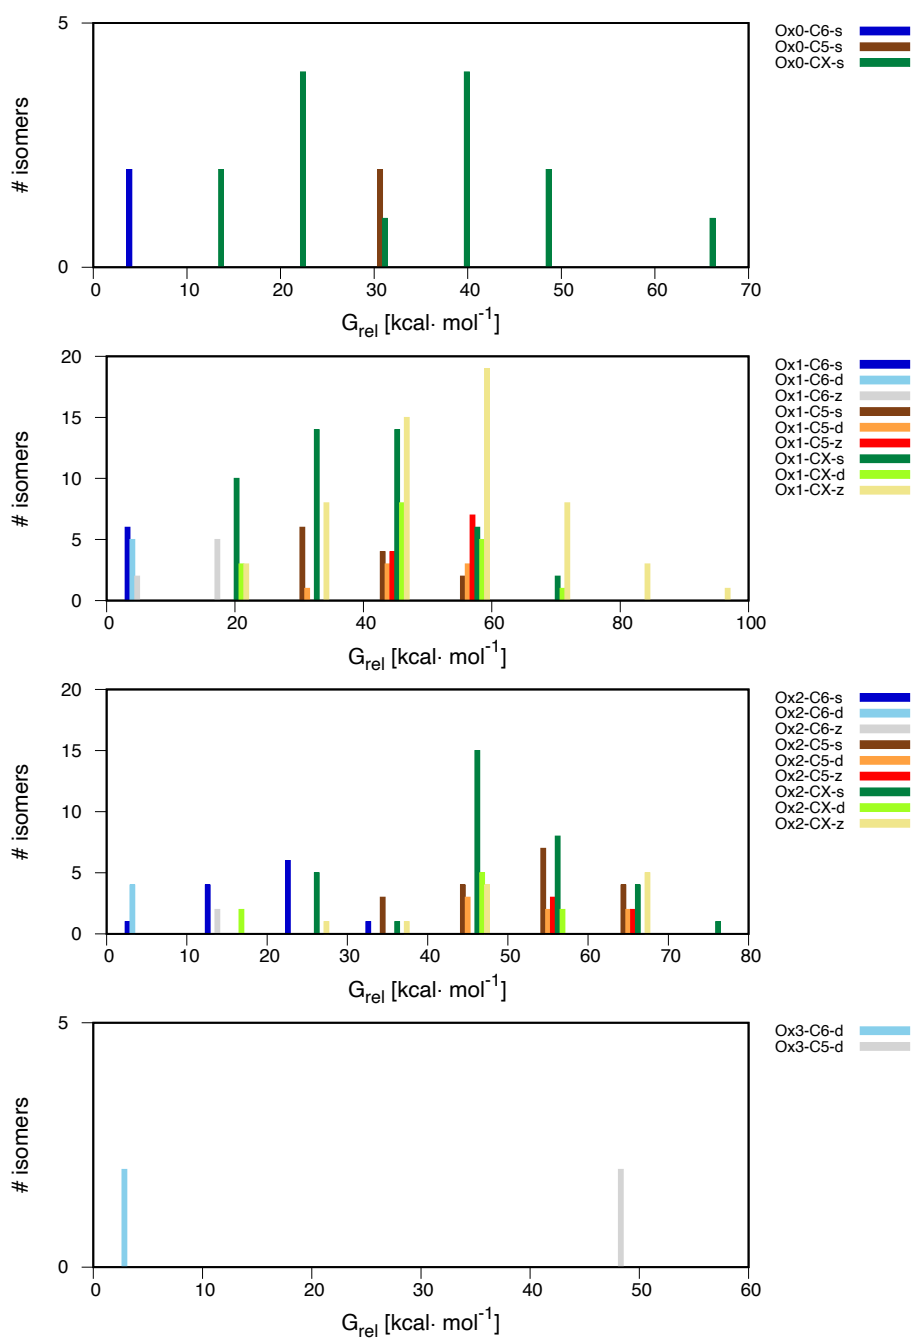 5
0
# isomers
0 10 20 30 40 50 60 70
G_rel [kcal· mol^-1]
Ox0-C6-s
Ox0-C5-s
Ox0-CX-s
20
15
10
5
0
# isomers
0 20 40 60 80 100
G_rel [kcal· mol^-1]
Ox1-C6-s
Ox1-C6-d
Ox1-C6-z
Ox1-C5-s
Ox1-C5-d
Ox1-C5-z
Ox1-CX-s
Ox1-CX-d
Ox1-CX-z
20
15
10
5
0
# isomers
0 10 20 30 40 50 60 70 80
G_rel [kcal· mol^-1]
Ox2-C6-s
Ox2-C6-d
Ox2-C6-z
Ox2-C5-s
Ox2-C5-d
Ox2-C5-z
Ox2-CX-s
Ox2-CX-d
Ox2-CX-z
5
0
# isomers
0 10 20 30 40 50 60
G_rel [kcal· mol^-1]
Ox3-C6-d
Ox3-C5-d